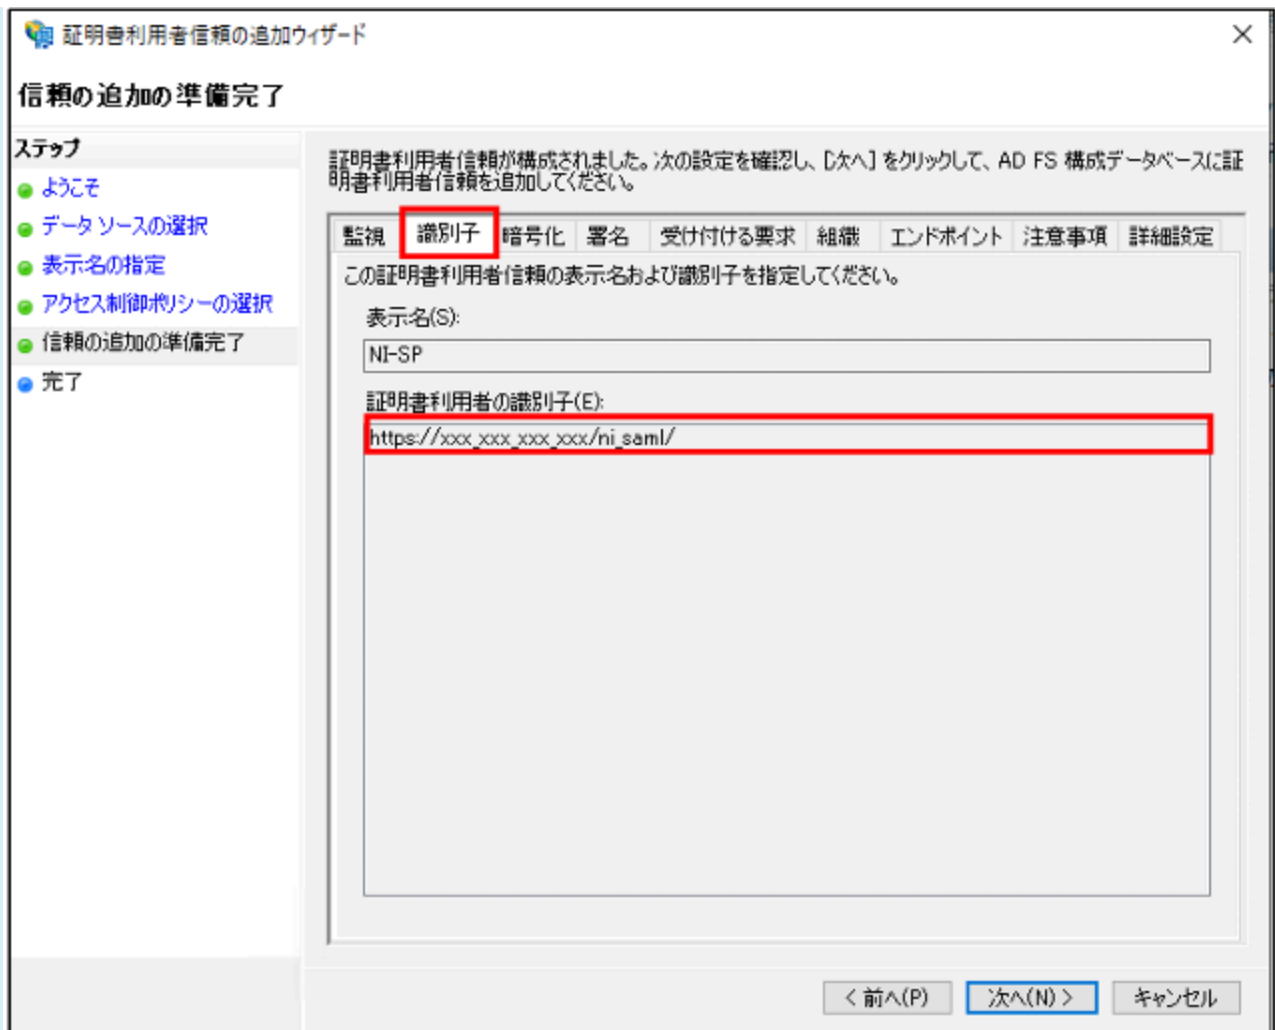 証明書利用者信頼の追加ウィザード
信頼の追加の準備完了
ステップ
ようこそ
データ ソースの選択
表示名の指定
アクセス制御ポリシーの選択
信頼の追加の準備完了
完了
証明書利用者信頼が構成されました。次の設定を確認し、[次へ] をクリックして、AD FS 構成データベースに証
明書利用者信頼を追加してください。
監視 識別子 暗号化 署名 受け付ける要求 組織 エンドポイント 注意事項 詳細設定
この証明書利用者信頼の表示名および識別子を指定してください。
表示名(S):
NI-SP
証明書利用者の識別子(E):
https://xxx_xxx_xxx_xxx/ni_saml/
< 前へ(P) 次へ(N) > キャンセル